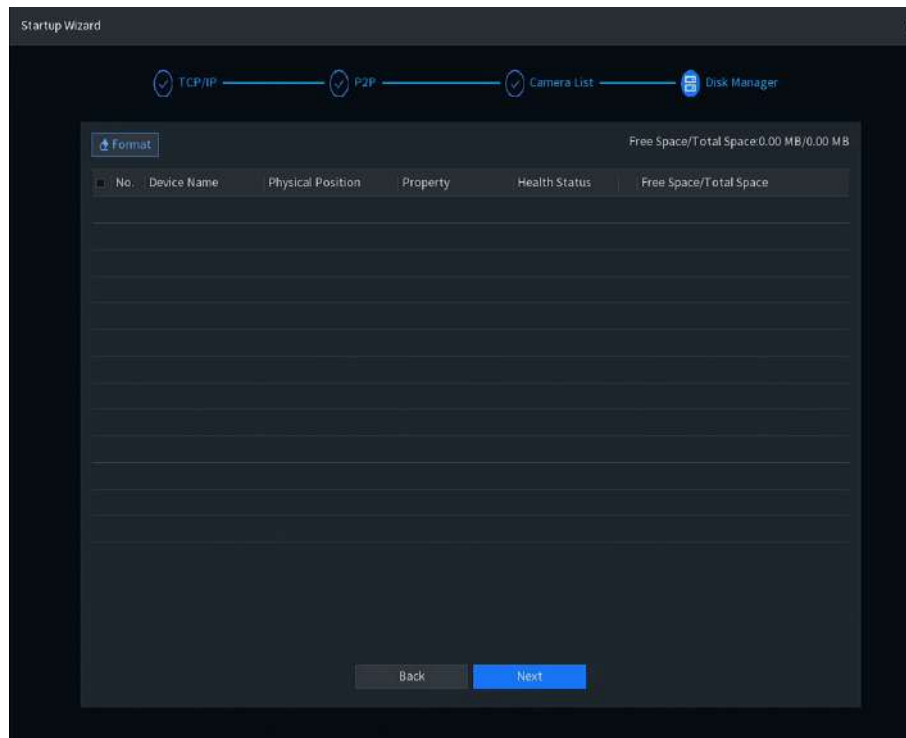 Startup Wizard
TCP/IP P2P Camera List Disk Manager
Format Free Space/Total Space:0.00 MB/0.00 MB
No. Device Name Physical Position Property Health Status Free Space/Total Space
Back Next